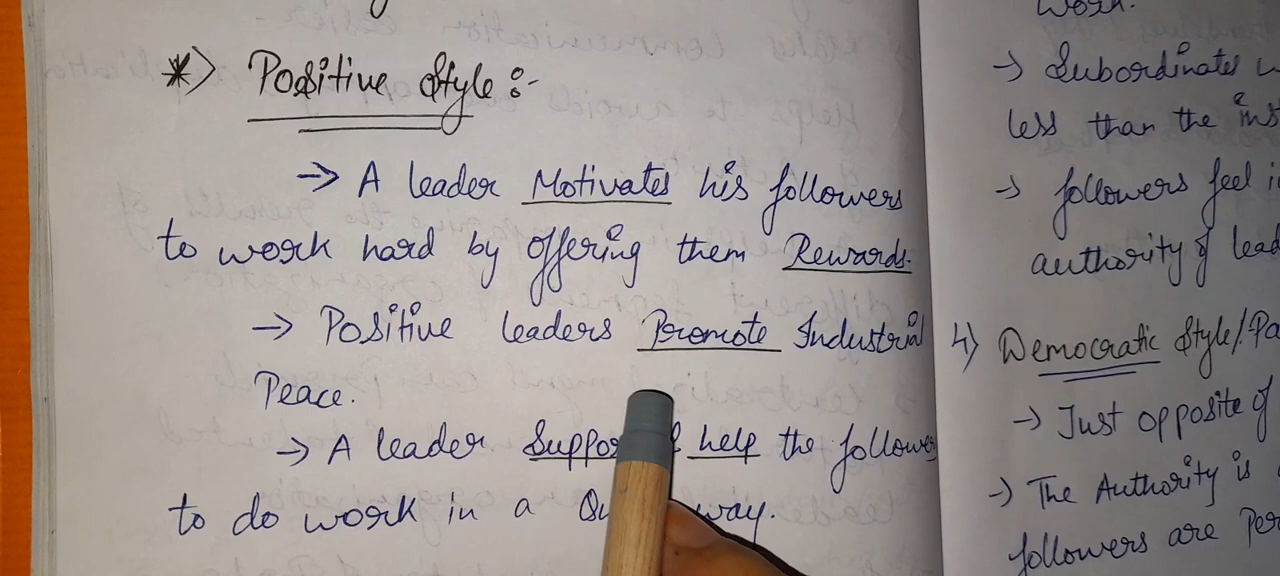 *) Positive Style :-
→ A leader Motivates his followers
to work hard by offering them Rewards.
→ Positive leaders Promote Industrial
Peace.
→ A leader help the
to do work in a way.
work.
→ Subordinates
less than the
→ followers feel
authority of
4) Democratic Style/
→ Just opposite of
→ The Authority is
followers are